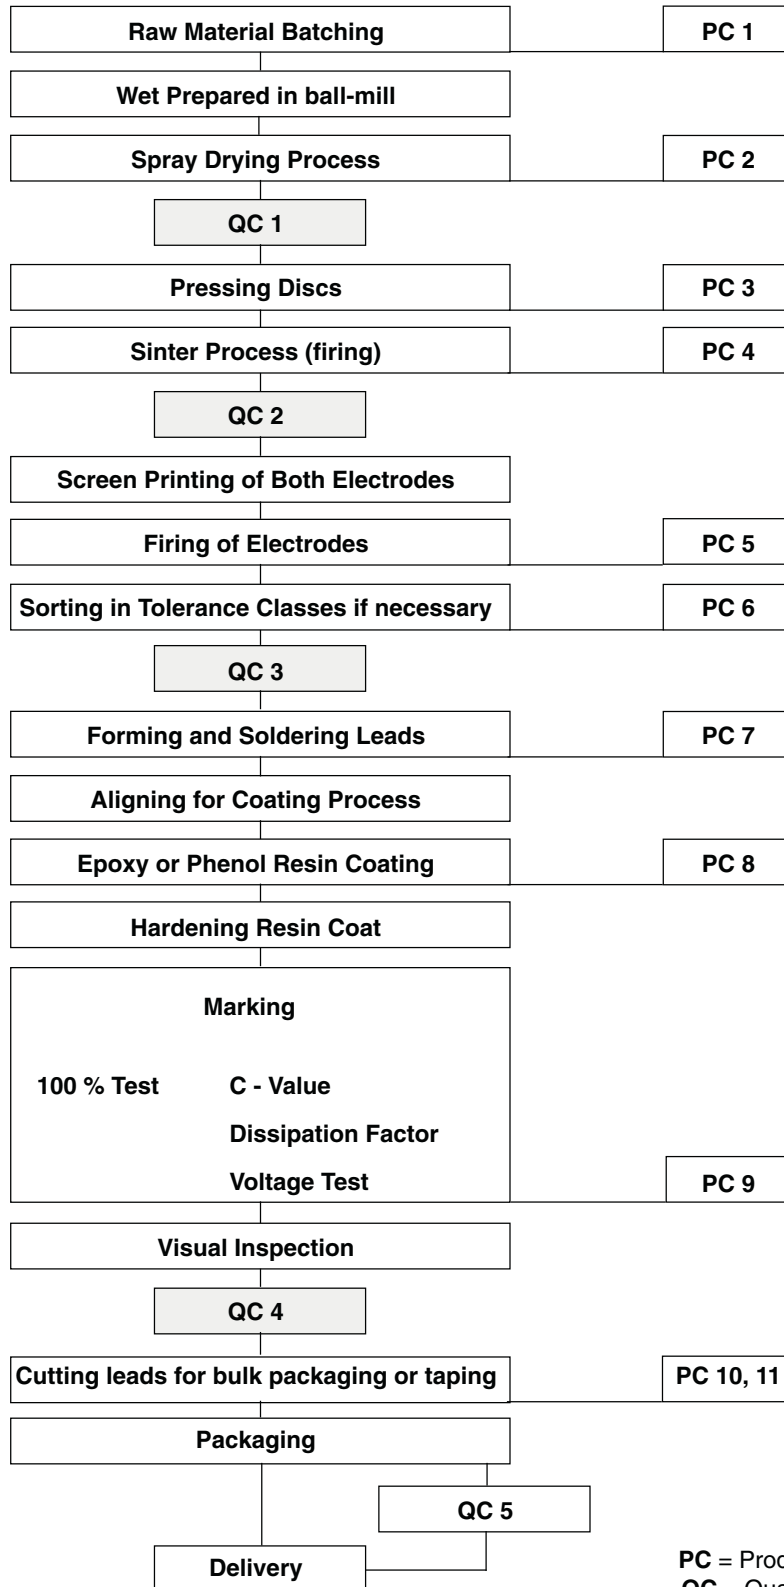 Raw Material Batching PC 1
Wet Prepared in ball-mill
Spray Drying Process PC 2
QC 1
Pressing Discs PC 3
Sinter Process (firing) PC 4
QC 2
Screen Printing of Both Electrodes
Firing of Electrodes PC 5
Sorting in Tolerance Classes if necessary PC 6
QC 3
Forming and Soldering Leads PC 7
Aligning for Coating Process
Epoxy or Phenol Resin Coating PC 8
Hardening Resin Coat
Marking
100 % Test C - Value
Dissipation Factor
Voltage Test PC 9
Visual Inspection
QC 4
Cutting leads for bulk packaging or taping PC 10, 11
Packaging
QC 5
Delivery
PC =
QC